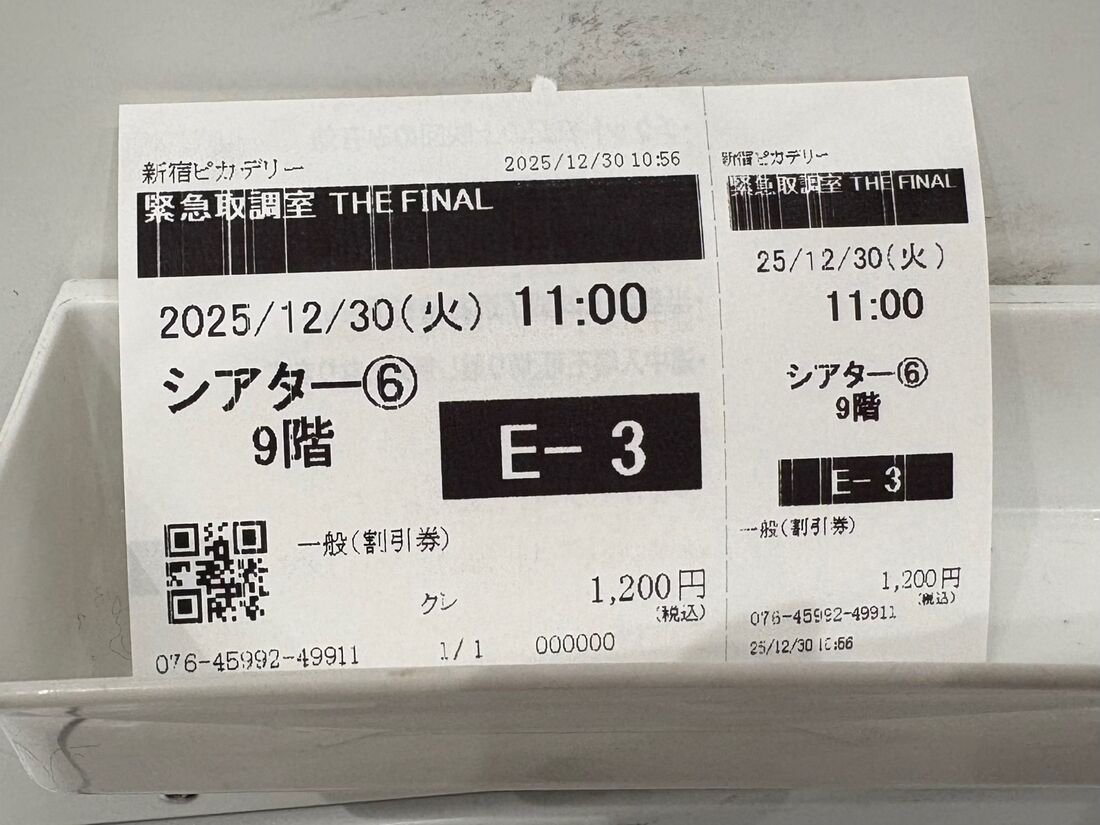 新宿ピカデリー 2025/12/30 10:56
緊急取調室 THE FINAL
2025/12/30(火) 11:00
シアター⑥
9階
E- 3
一般(割引券)
1,200円
クレ
(税込)
076-45992-49911 1/1 000000
新宿ピカデリー
緊急取調室 THE FINAL
25/12/30(火)
11:00
シアター⑥
9階
E- 3
一般(割引券)
1,200円
(税込)
076-45992-49911
25/12/30 10:56